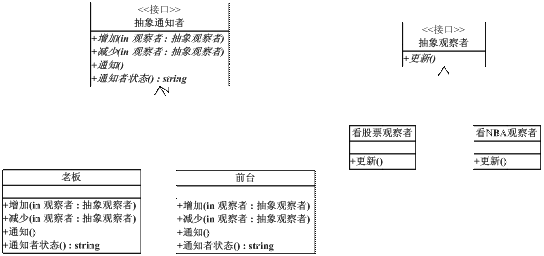 <<接口>>
抽象通知者
+增加(in 观察者 : 抽象观察者)
+减少(in 观察者 : 抽象观察者)
+通知()
+通知者状态() : string
<<接口>>
抽象观察者
+更新()
看股票观察者
+更新()
看NBA观察者
+更新()
老板
+增加(in 观察者 : 抽象观察者)
+减少(in 观察者 : 抽象观察者)
+通知()
+通知者状态() : string
前台
+增加(in 观察者 : 抽象观察者)
+减少(in 观察者 : 抽象观察者)
+通知()
+通知者状态() : string